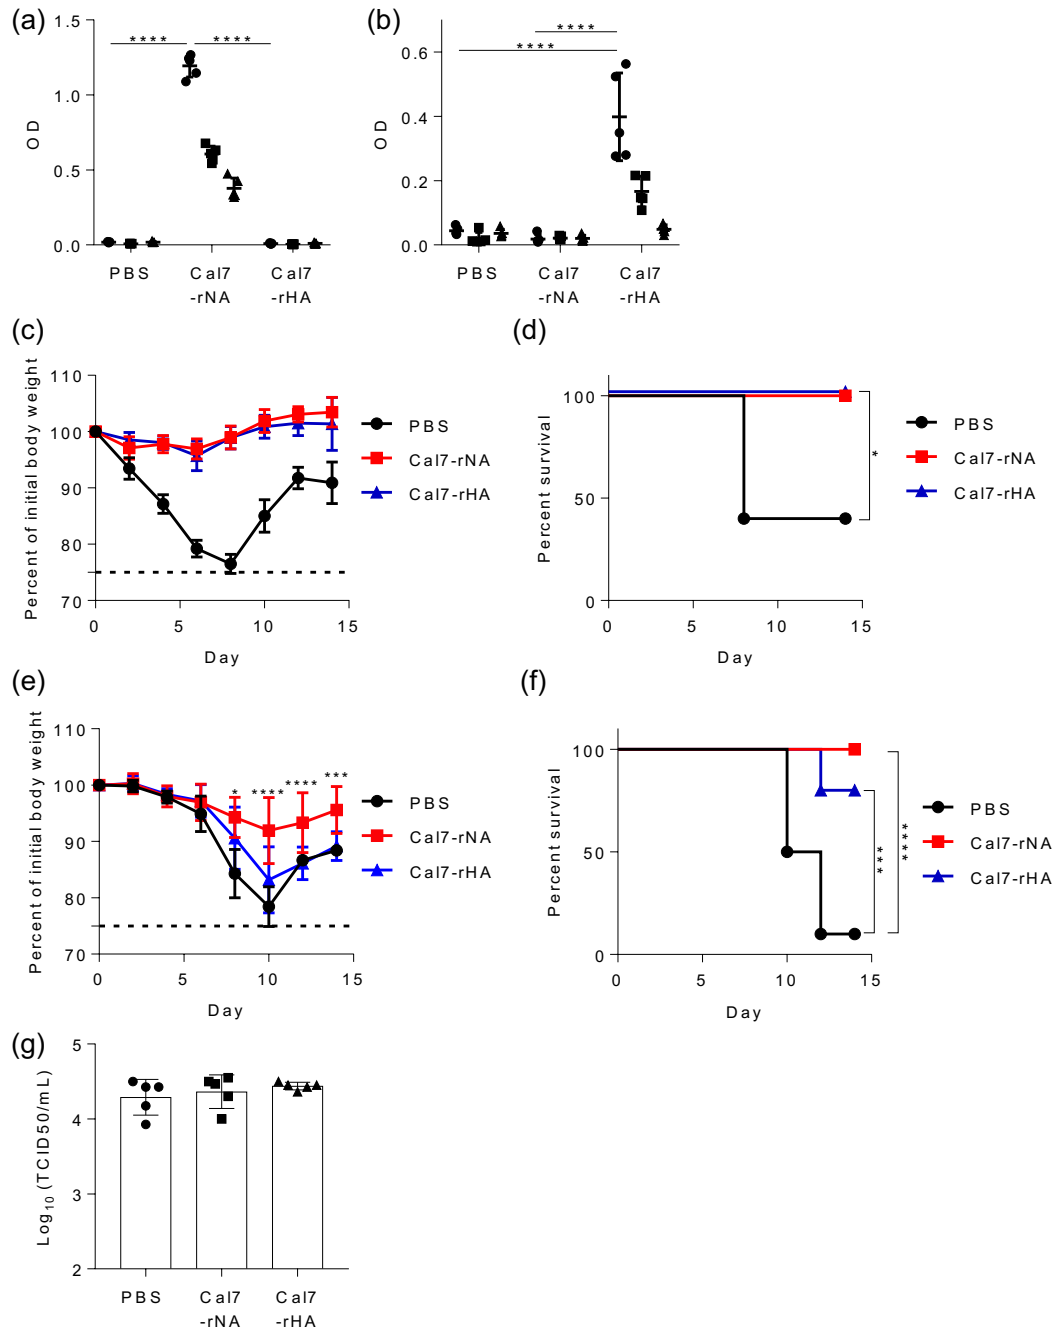 (a)
1.5
1.0
0.5
0.0
OD
**** ****
PBS
Cal7
-rNA
Cal7
-rHA
(b)
0.6
0.4
0.2
0.0
OD
****
****
PBS
Cal7
-rNA
Cal7
-rHA
(c)
110
100
90
80
70
Percent of initial body weight
0 5 10 15
Day
PBS
Cal7-rNA
Cal7-rHA
(d)
100
50
0
Percent survival
0 5 10 15
Day
*
PBS
Cal7-rNA
Cal7-rHA
(e)
110
100
90
80
70
Percent of initial body weight
* **** **** ***
0 5 10 15
Day
PBS
Cal7-rNA
Cal7-rHA
(f)
100
50
0
Percent survival
0 5 10 15
Day
***
****
PBS
Cal7-rNA
Cal7-rHA
(g)
5
4
3
2
Log10 (TCID50/mL)
PBS
Cal7
-rNA
Cal7
-rHA